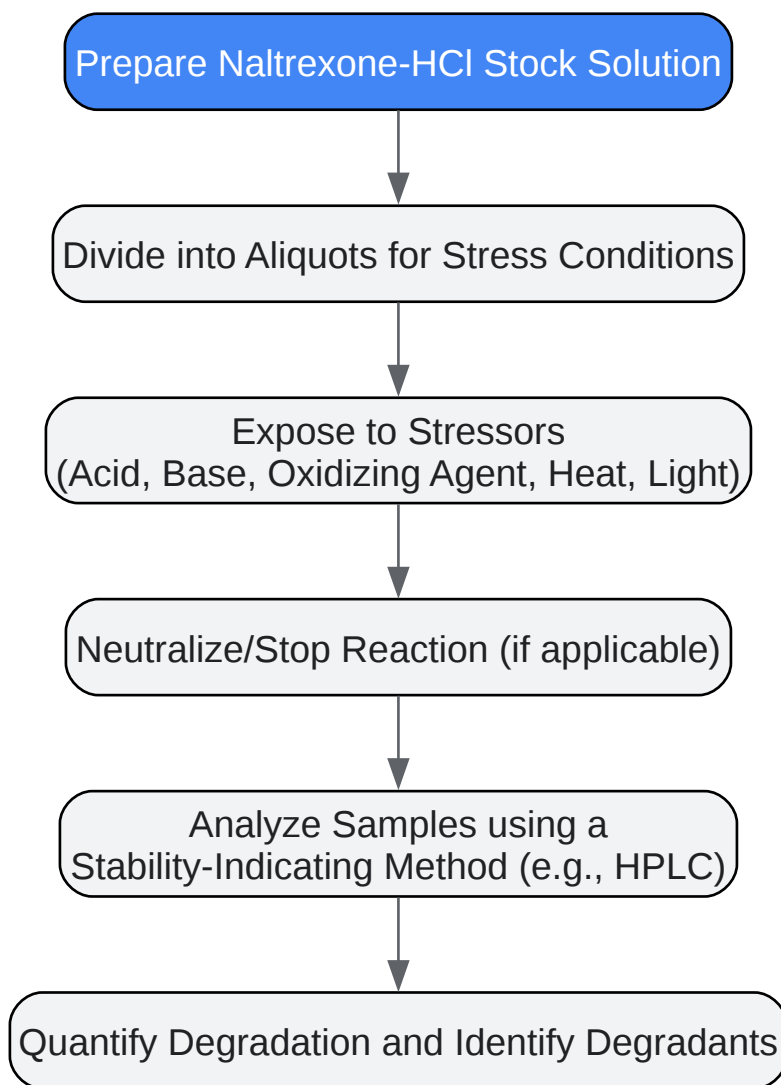 Prepare Naltrexone-HCl Stock Solution
Divide into Aliquots for Stress Conditions
Expose to Stressors
(Acid, Base, Oxidizing Agent, Heat, Light)
Neutralize/Stop Reaction (if applicable)
Analyze Samples using a
Stability-Indicating Method (e.g., HPLC)
Quantify Degradation and Identify Degradants